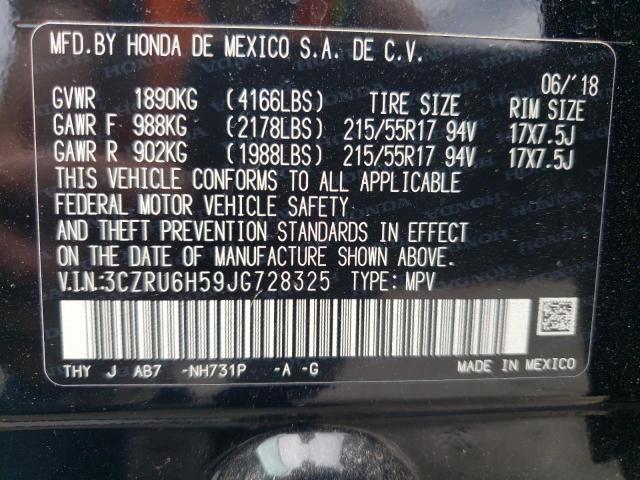 MFD.BY HONDA DE MEXICO S.A. DE C.V.
06/'18
GVWR 1890KG (4166LBS) TIRE SIZE RIM SIZE
GAWR F 988KG (2178LBS) 215/55R17 94V 17X7.5J
GAWR R 902KG (1988LBS) 215/55R17 94V 17X7.5J
THIS VEHICLE CONFORMS TO ALL APPLICABLE
FEDERAL MOTOR VEHICLE SAFETY
AND THEFT PREVENTION STANDARDS IN EFFECT
ON THE DATE OF MANUFACTURE SHOWN ABOVE.
V.I.N:3CZRU6H59JG728325 TYPE: MPV
THY J AB7 -NH731P -A -G MADE IN MEXICO